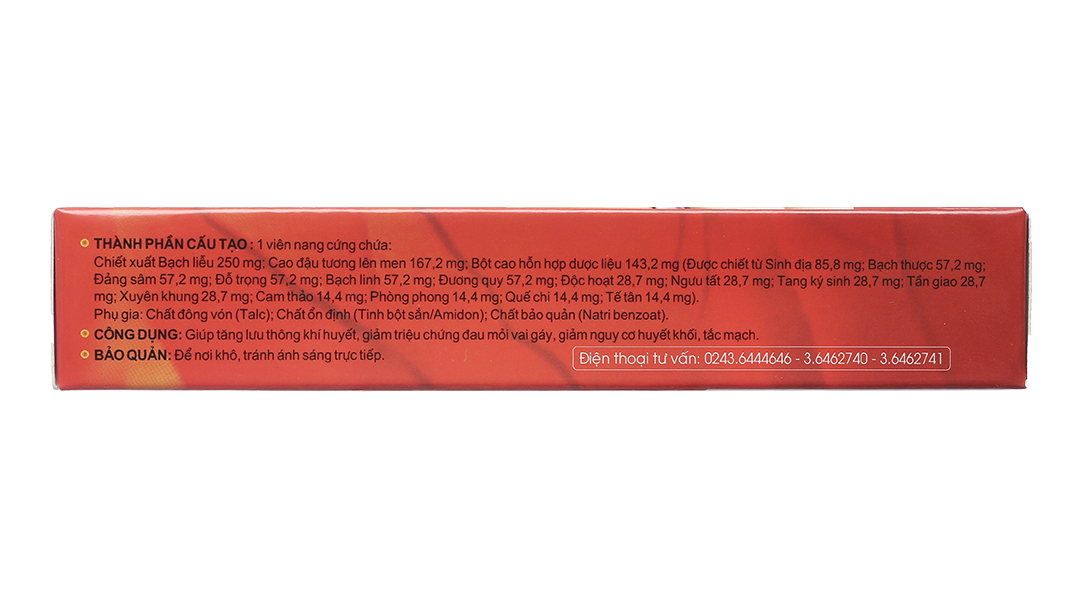 THÀNH PHẦN CẤU TẠO : 1 viên nang cứng chứa:
Chiết xuất Bạch liễu 250 mg; Cao đậu tương lên men 167,2 mg; Bột cao hỗn hợp dược liệu 143,2 mg (Được chiết từ Sinh địa 85,8 mg; Bạch thược 57,2 mg;
Đảng sâm 57,2 mg; Đỗ trọng 57,2 mg; Bạch linh 57,2 mg; Đương quy 57,2 mg; Độc hoạt 28,7 mg; Ngưu tất 28,7 mg; Tang ký sinh 28,7 mg; Tần giao 28,7
mg; Xuyên khung 28,7 mg; Cam thảo 14,4 mg; Phòng phong 14,4 mg; Quế chi 14,4 mg; Tế tân 14,4 mg).
Phụ gia: Chất đông vón (Talc); Chất ổn định (Tinh bột sắn/Amidon); Chất bảo quản (Natri benzoat).
CÔNG DỤNG: Giúp tăng lưu thông khí huyết, giảm triệu chứng đau mỏi vai gáy, giảm nguy cơ huyết khối, tắc mạch.
BẢO QUẢN: Để nơi khô, tránh ánh sáng trực tiếp.
Điện thoại tư vấn: 0243.6444646 - 3.6462740 - 3.6462741